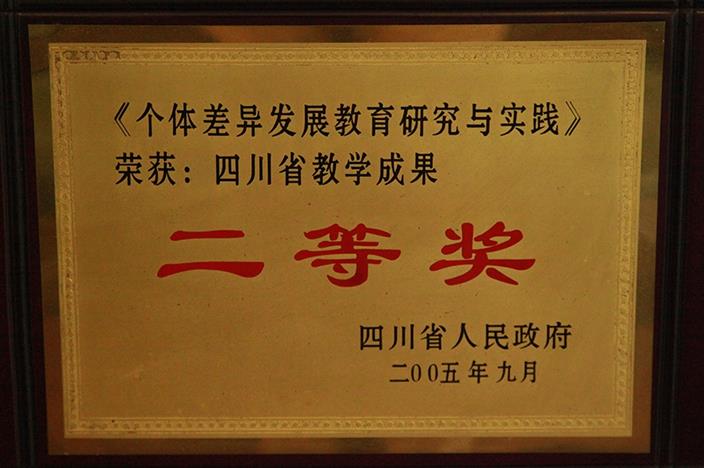 《个体差异发展教育研究与实践》
荣获：四川省教学成果
二等奖
四川省人民政府
二00五年九月